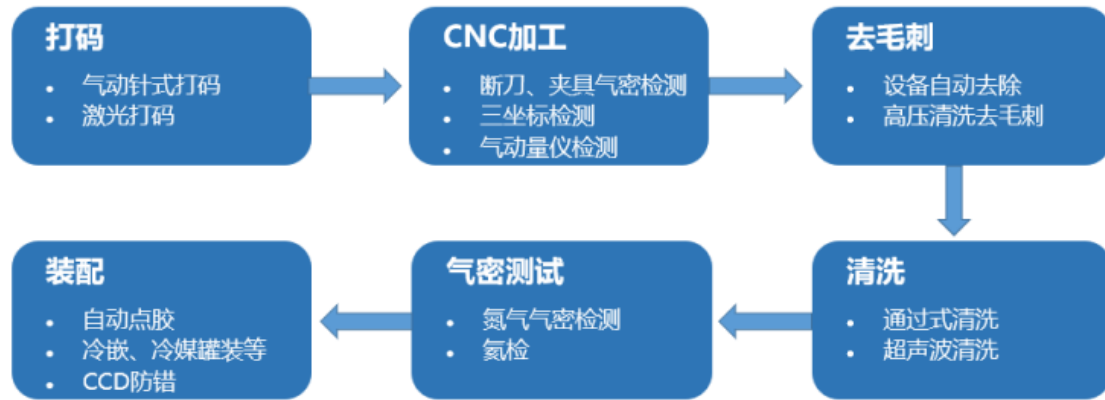 打码
• 气动针式打码
• 激光打码
CNC加工
• 断刀、夹具气密检测
• 三坐标检测
• 气动量仪检测
去毛刺
• 设备自动去除
• 高压清洗去毛刺
清洗
• 通过式清洗
• 超声波清洗
气密测试
• 氮气气密检测
• 氦检
装配
• 自动点胶
• 冷嵌、冷媒罐装等
• CCD防错